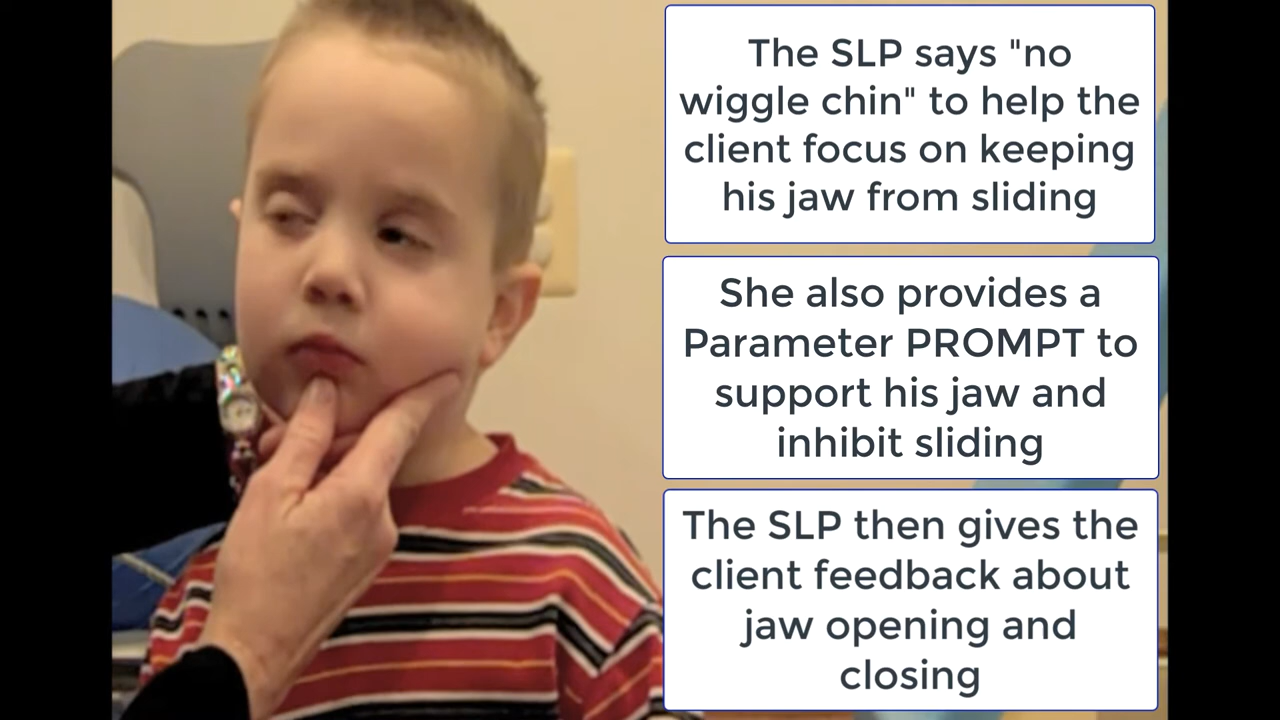 The SLP says "no
wiggle chin" to help the
client focus on keeping
his jaw from sliding
She also provides a
Parameter PROMPT to
support his jaw and
inhibit sliding
The SLP then gives the
client feedback about
jaw opening and
closing